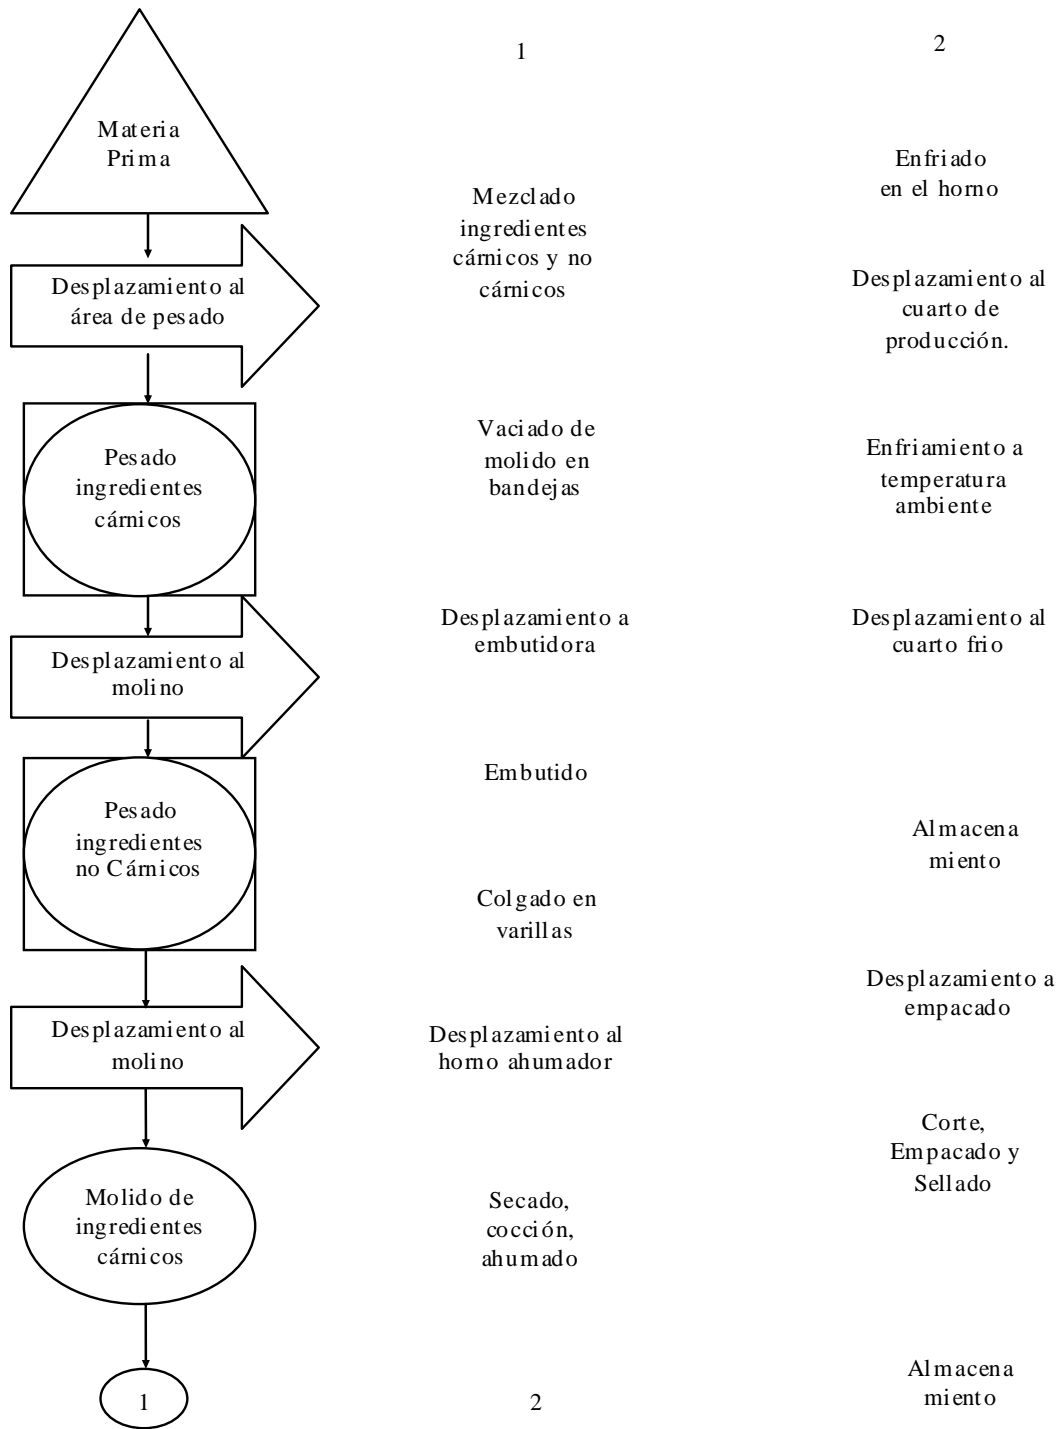 Materia
Prima
Desplazamiento al
área de pesado
Pesado
ingredientes
cárnicos
Desplazamiento al
molino
Pesado
ingredientes
no Cárnicos
Desplazamiento al
molino
Molido de
ingredientes
cárnicos
1
1
Mezclado
ingredientes
cárnicos y no
cárnicos
Vaciado de
molido en
bandejas
Desplazamiento a
embutidora
Embutido
Colgado en
varillas
Desplazamiento al
horno ahumador
Secado,
cocción,
ahumado
2
2
Enfriado
en el horno
Desplazamiento al
cuarto de
producción.
Enfriamiento a
temperatura
ambiente
Desplazamiento al
cuarto frio
Almacena
miento
Desplazamiento a
empacado
Corte,
Empacado y
Sellado
Almacena
miento